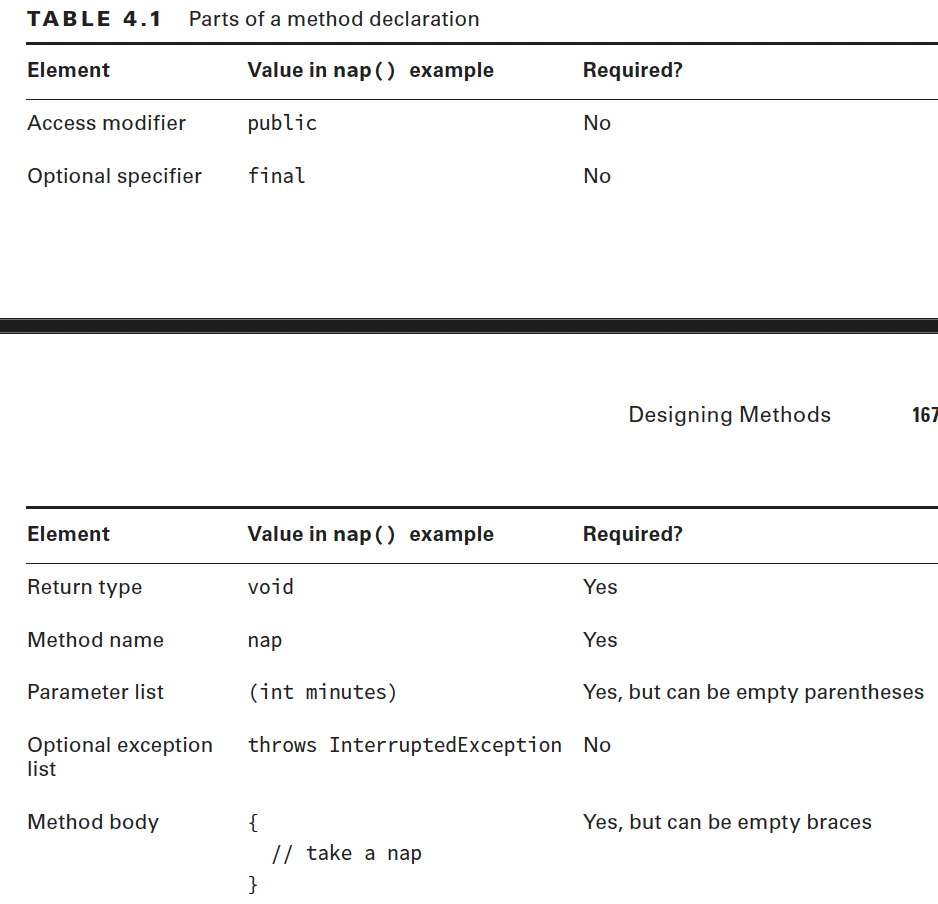 TABLE 4.1 Parts of a method declaration
Element Value in nap() example Required?
Access modifier public No
Optional specifier final No
Designing Methods 167
Element Value in nap() example Required?
Return type void Yes
Method name nap Yes
Parameter list (int minutes) Yes, but can be empty parentheses
Optional exception throws InterruptedException No
list
Method body { Yes, but can be empty braces
// take a nap
}